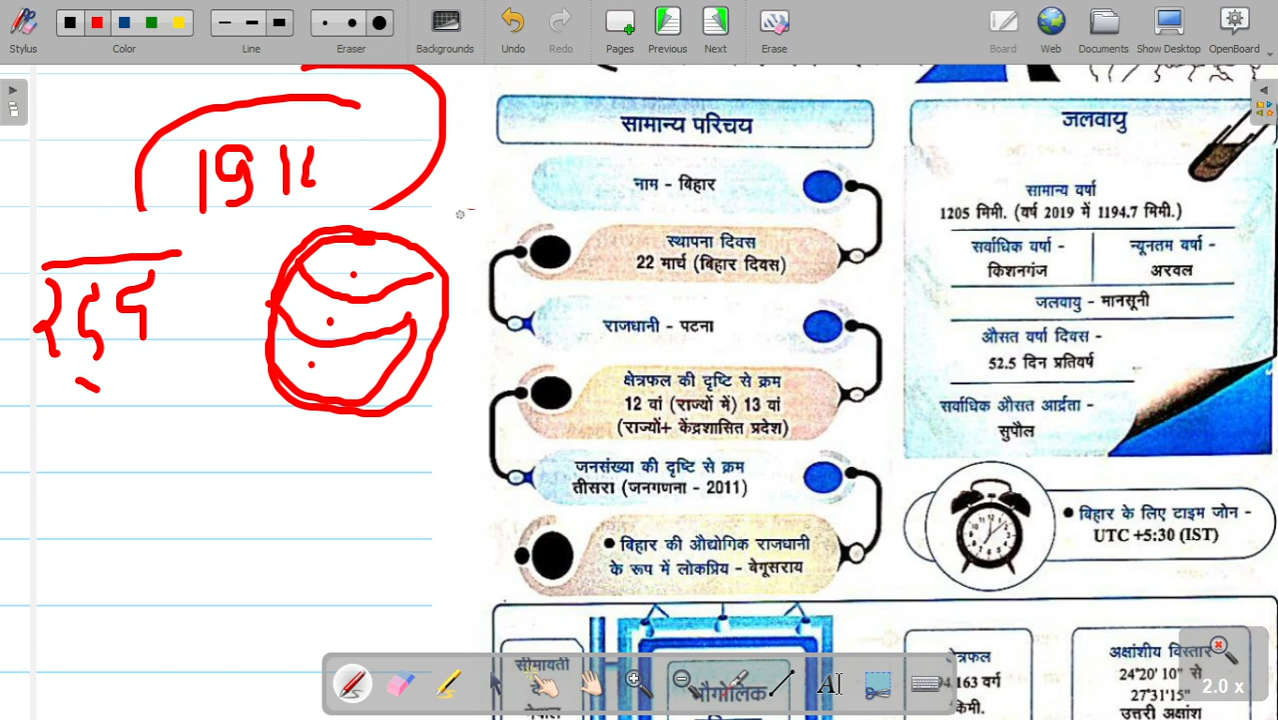 Stylus
Color
Line
Eraser
Backgrounds
Undo
Redo
Pages
Previous
Next
Erase
Board
Web
Documents
Show Desktop
OpenBoard
सामान्य परिचय
नाम - बिहार
स्थापना दिवस
22 मार्च (बिहार दिवस)
राजधानी - पटना
क्षेत्रफल की दृष्टि से क्रम
12 वां (राज्यों में) 13 वां
(राज्यों+ केंद्रशासित प्रदेश)
जनसंख्या की दृष्टि से क्रम
तीसरा (जनगणना - 2011)
● बिहार की औद्योगिक राजधानी
के रूप में लोकप्रिय - बेगूसराय
जलवायु
सामान्य वर्षा
1205 मिमी. (वर्ष 2019 में 1194.7 मिमी.)
सर्वाधिक वर्षा -
किशनगंज
न्यूनतम वर्षा -
अरवल
जलवायु - मानसूनी
औसत वर्षा दिवस -
52.5 दिन प्रतिवर्ष
सर्वाधिक औसत आर्द्रता -
सुपौल
● बिहार के लिए टाइम जोन -
UTC +5:30 (IST)
सीमावर्ती
नेपाल
भौगोलिक
क्षेत्रफल
163 वर्ग
किमी.
अक्षांशीय विस्तार
24°20' 10" से
27°31'15"
उत्तरी अक्षांश
2.0 x